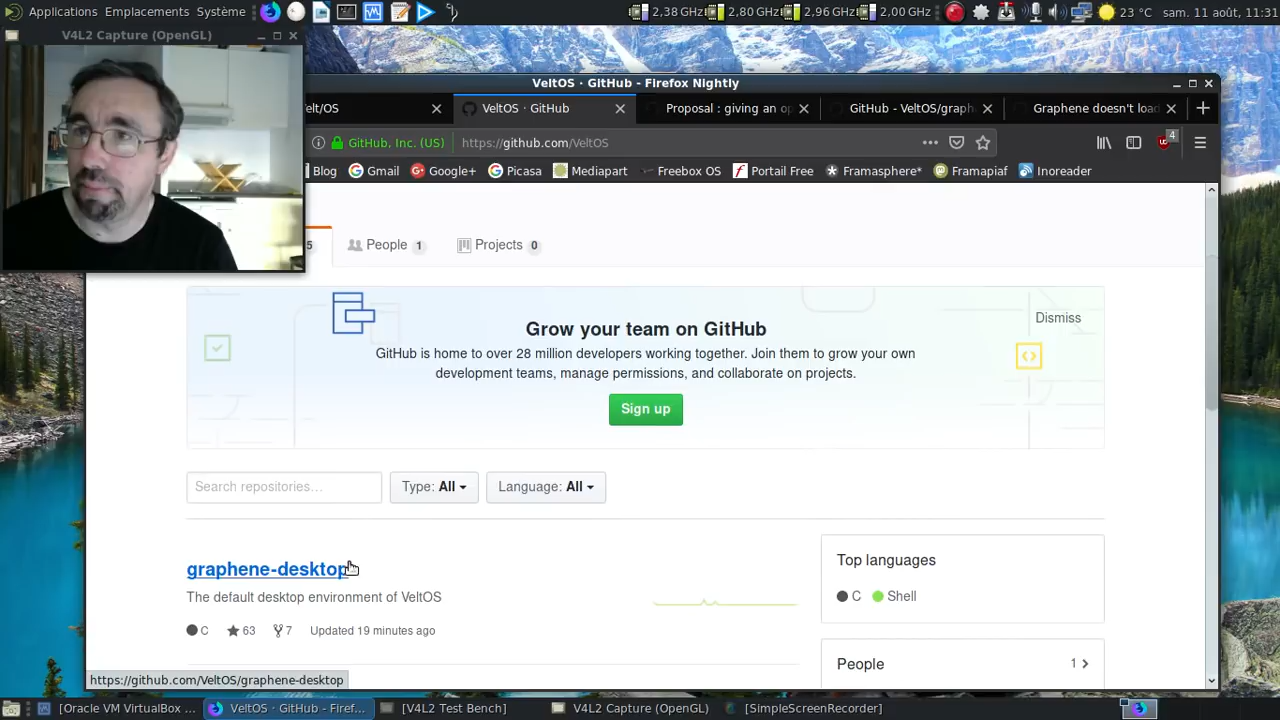 Applications Emplacements Système
2,38 GHz 2,80 GHz 2,96 GHz 2,00 GHz 23 °C sam. 11 août, 11:31
V4L2 Capture (OpenGL)
VeltOS · GitHub - Firefox Nightly
elt/OS VeltOS · GitHub Proposal : giving an op GitHub - VeltOS/graph Graphene doesn't load
GitHub, Inc. (US) https://github.com/VeltOS
4
Blog Gmail Google+ Picasa Mediapart Freebox OS Portail Free Framasphere* Framapiaf Inoreader
5 People 1 Projects 0
Grow your team on GitHub
Dismiss
GitHub is home to over 28 million developers working together. Join them to grow your own
development teams, manage permissions, and collaborate on projects.
Sign up
Search repositories… Type: All Language: All
graphene-desktop
The default desktop environment of VeltOS
C 63 7 Updated 19 minutes ago
Top languages
C Shell
People 1
https://github.com/VeltOS/graphene-desktop
[Oracle VM VirtualBox ... VeltOS · GitHub - Firef... [V4L2 Test Bench] V4L2 Capture (OpenGL) [SimpleScreenRecorder]